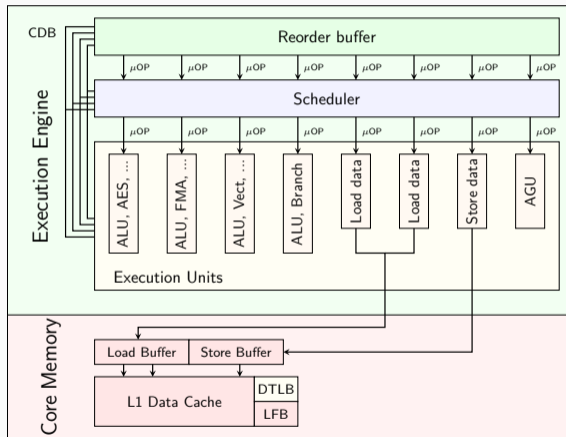 CDB
Reorder buffer
μOP μOP μOP μOP μOP μOP μOP μOP
Scheduler
μOP μOP μOP μOP μOP μOP μOP μOP
Execution Engine
ALU, AES, ...
ALU, FMA, ...
ALU, Vect, ...
ALU, Branch
Load data
Load data
Store data
AGU
Execution Units
Core Memory
Load Buffer
Store Buffer
L1 Data Cache
DTLB
LFB